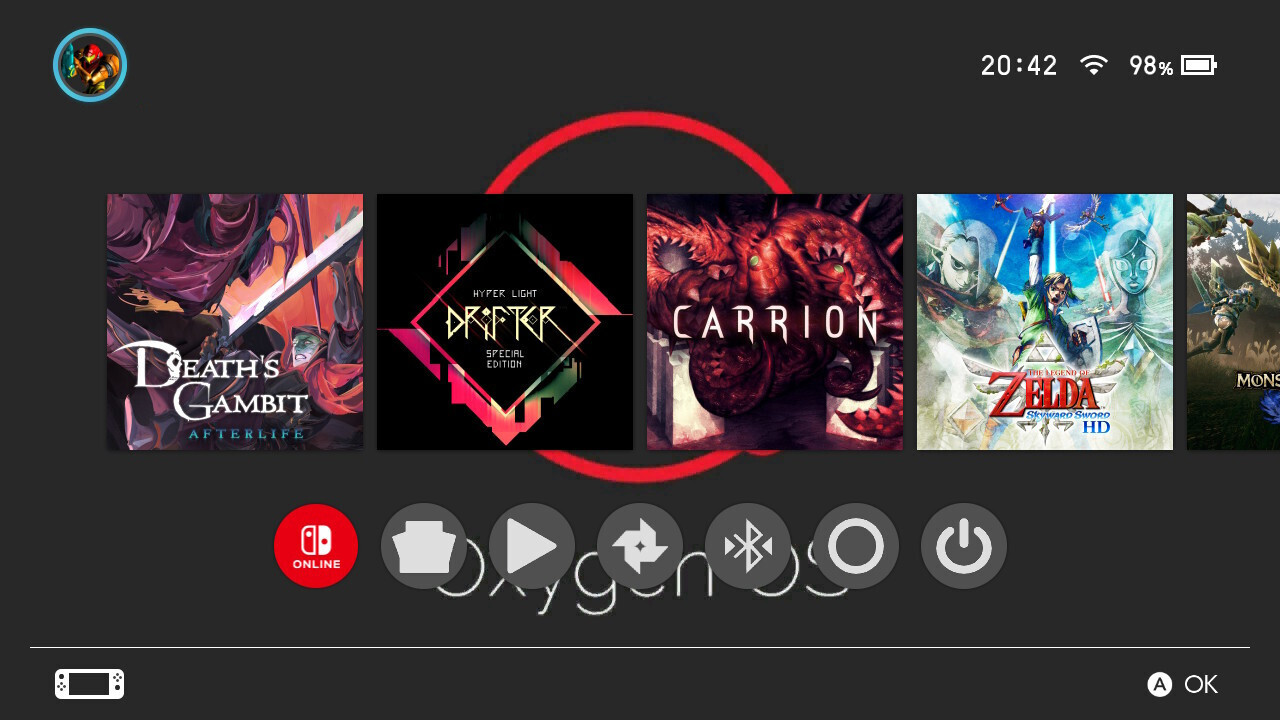 20:42 98%
DEATH'S
GAMBIT
AFTERLIFE
HYPER LIGHT
DRIFTER
SPECIAL
EDITION
CARRION
THE LEGEND OF
ZELDA
SKYWARD SWORD
HD
MONS
ONLINE
Oxygen OS
A OK